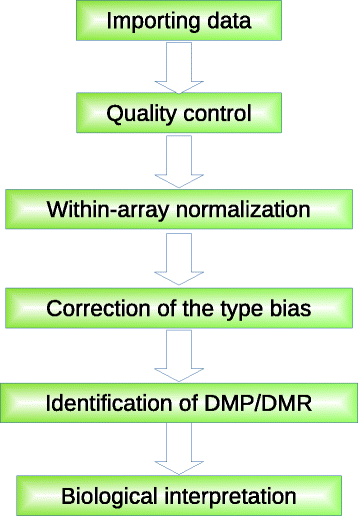 Importing data
Quality control
Within-array normalization
Correction of the type bias
Identification of DMP/DMR
Biological interpretation